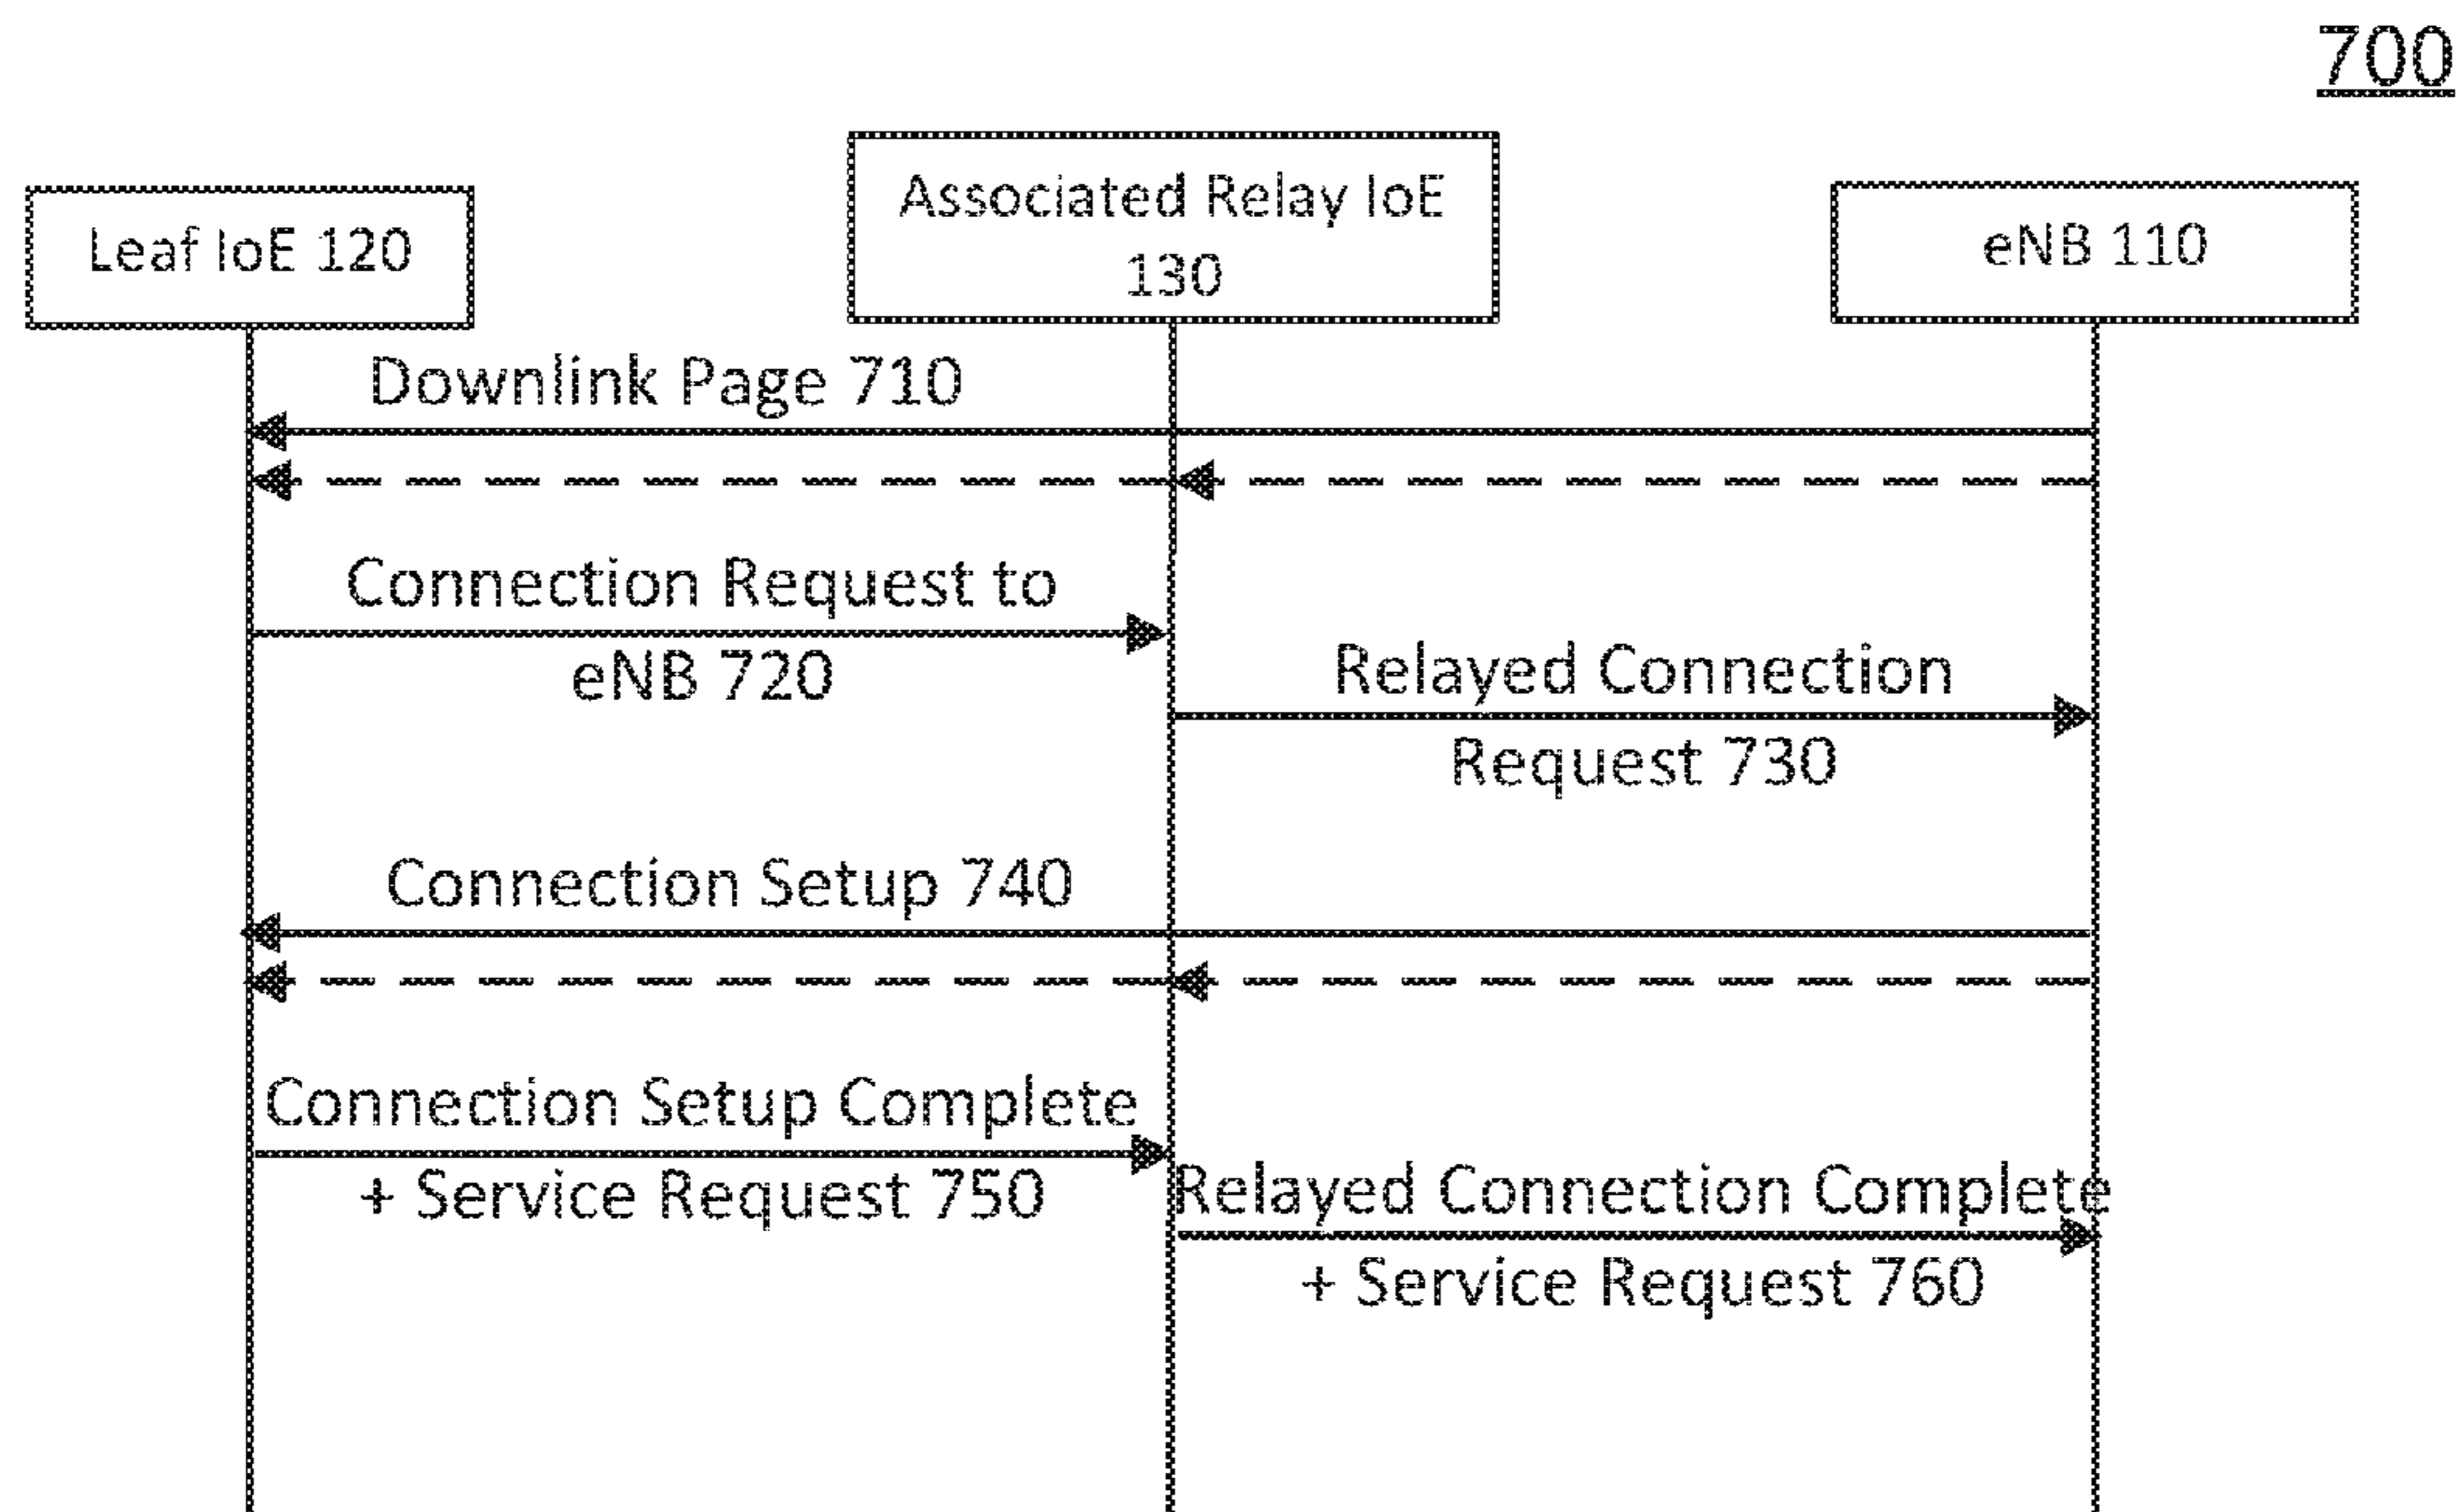 700
Leaf IoE 120
Associated Relay IoE
130
eNB 110
Downlink Page 710
Connection Request to
eNB 720
Relayed Connection
Request 730
Connection Setup 740
Connection Setup Complete
+ Service Request 750
Relayed Connection Complete
+ Service Request 760